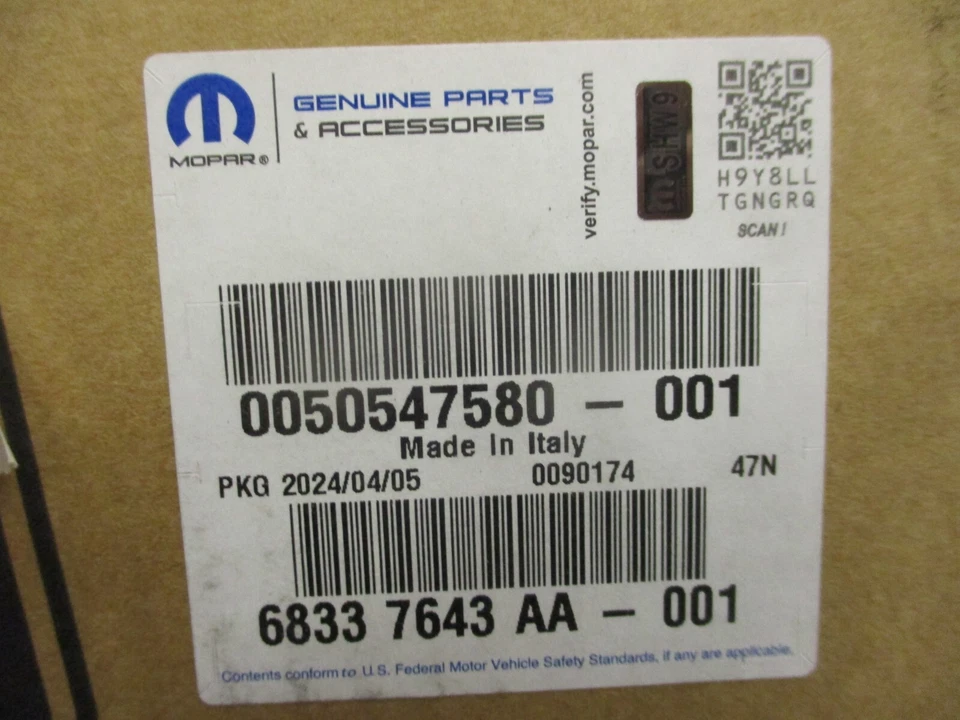 MOPAR®
GENUINE PARTS
& ACCESSORIES
verify.mopar.com
SHW9
H9Y8LL
TGNGRQ
SCAN!
0050547580 - 001
Made In Italy
PKG 2024/04/05 0090174 47N
6833 7643 AA - 001
Contents conform to U.S. Federal Motor Vehicle Safety Standards, if any are applicable.